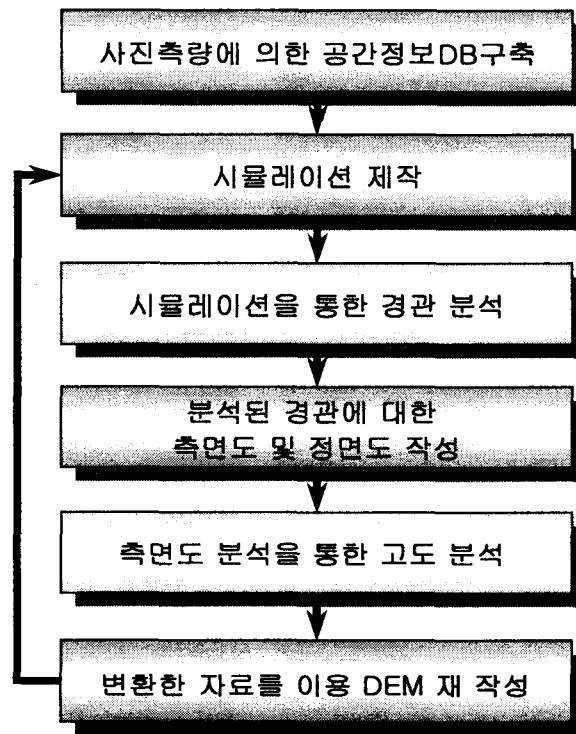 사진측량에 의한 공간정보DB구축
시뮬레이션 제작
시뮬레이션을 통한 경관 분석
분석된 경관에 대한
측면도 및 정면도 작성
측면도 분석을 통한 고도 분석
변환한 자료를 이용 DEM 재 작성